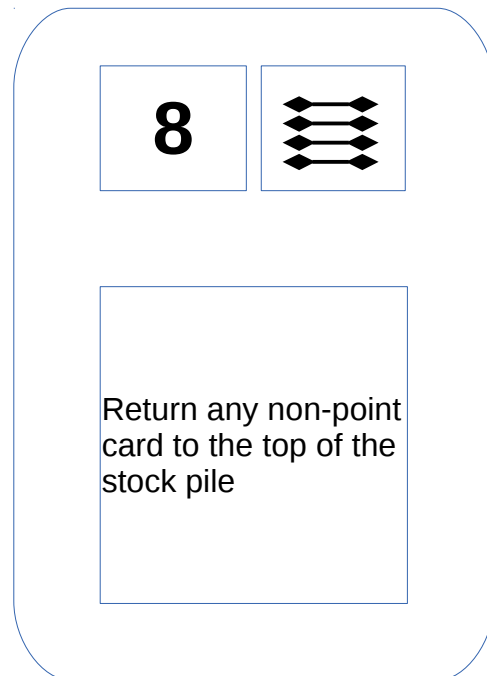 8
Return any non-point
card to the top of the
stock pile